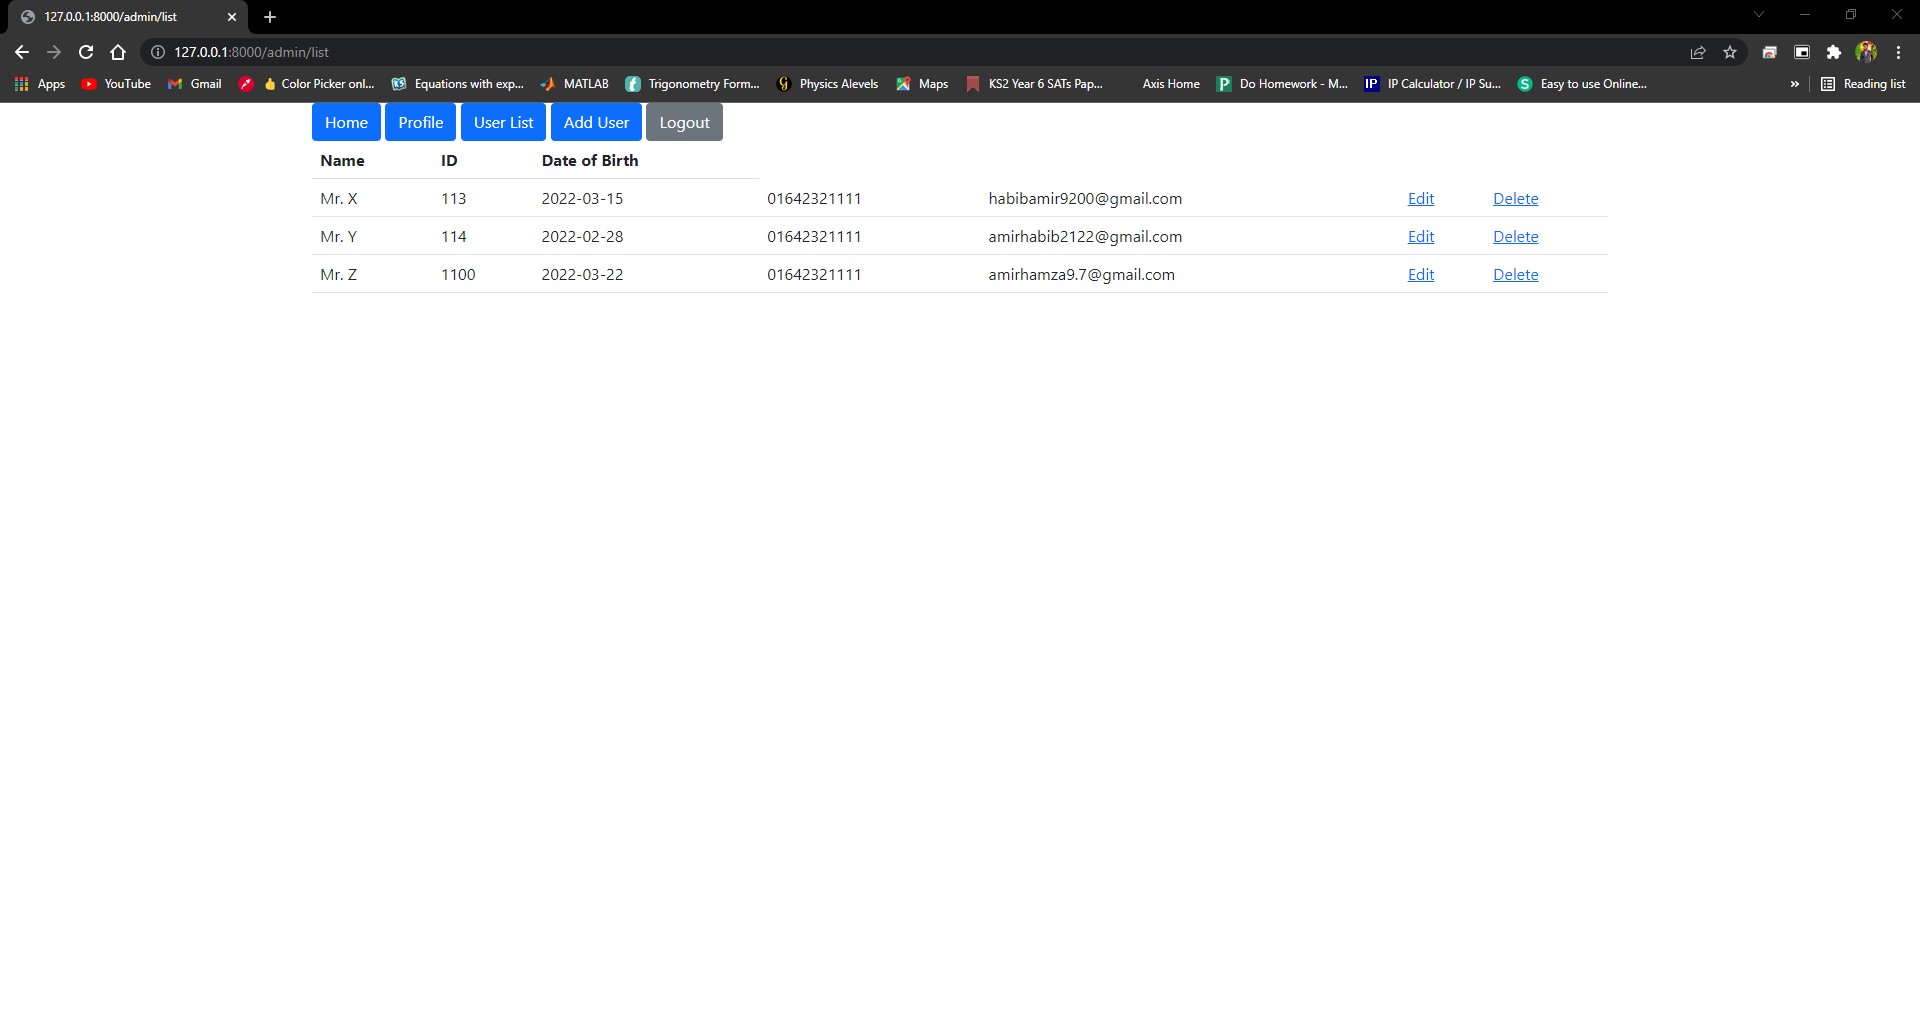 127.0.0.1:8000/admin/list
127.0.0.1:8000/admin/list
Apps YouTube Gmail Color Picker onl... Equations with exp... MATLAB Trigonometry Form... Physics Alevels Maps KS2 Year 6 SATs Pap... Axis Home P Do Homework - M... IP IP Calculator / IP Su... S Easy to use Online... » Reading list
Home Profile User List Add User Logout
Name ID Date of Birth
Mr. X 113 2022-03-15 01642321111 habibamir9200@gmail.com Edit Delete
Mr. Y 114 2022-02-28 01642321111 amirhabib2122@gmail.com Edit Delete
Mr. Z 1100 2022-03-22 01642321111 amirhamza9.7@gmail.com Edit Delete